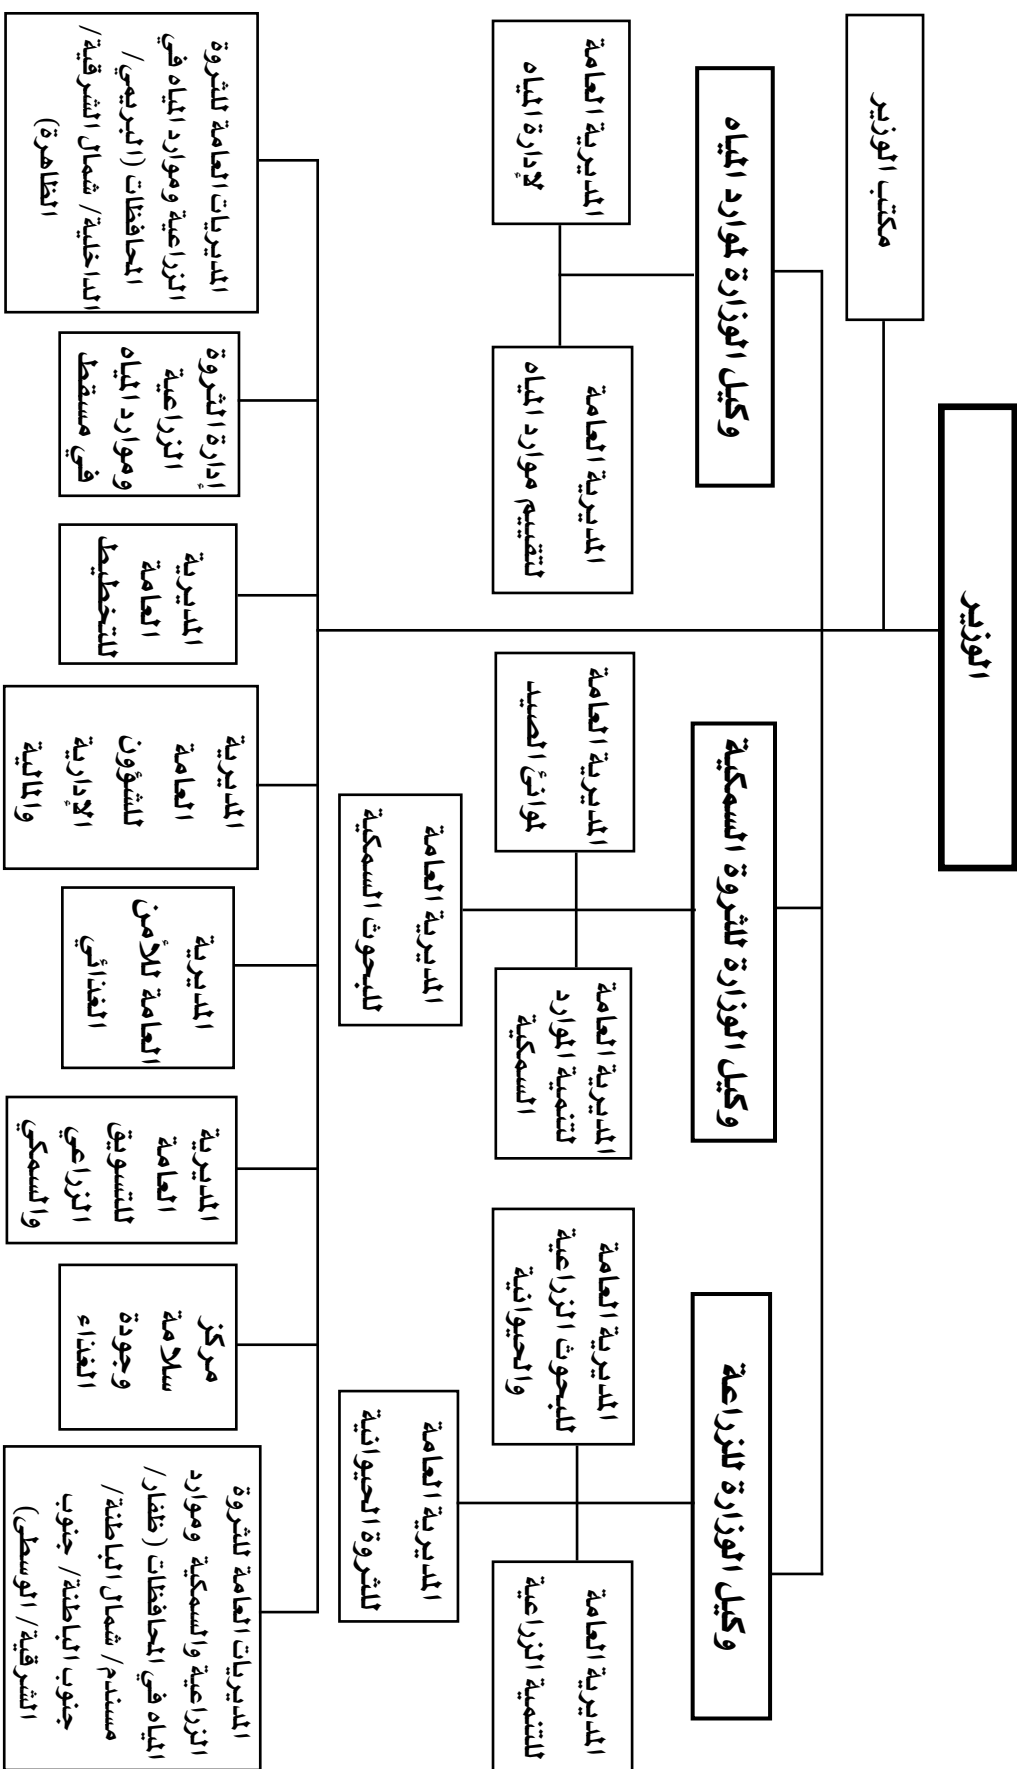 الوزير
مكتب الوزير
وكيل الوزارة للزراعة
وكيل الوزارة للثروة السمكية
وكيل الوزارة لموارد المياه
المديرية العامة
للتنمية الزراعية
المديرية العامة
للبحوث الزراعية
والحيوانية
المديرية العامة
للثروة الحيوانية
المديرية العامة
لتنمية الموارد
السمكية
المديرية العامة
لموانئ الصيد
المديرية العامة
للبحوث السمكية
المديرية العامة
لتقييم موارد المياه
المديرية العامة
لإدارة المياه
المديريات العامة للثروة
الزراعية والسمكية وموارد
المياه في المحافظات (ظفار/
مسندم/ شمال الباطنة/
جنوب الباطنة/ جنوب
الشرقية/ الوسطى)
مركز
سلامة
وجودة
الغذاء
المديرية
العامة
للتسويق
الزراعي
والسمكي
المديرية
العامة للأمن
الغذائي
المديرية
العامة
للشؤون
الإدارية
والمالية
المديرية
العامة
للتخطيط
إدارة الثروة
الزراعية
وموارد المياه
في مسقط
المديريات العامة للثروة
الزراعية وموارد المياه في
المحافظات (البريمي/
الداخلية/ شمال الشرقية/
الظاهرة)